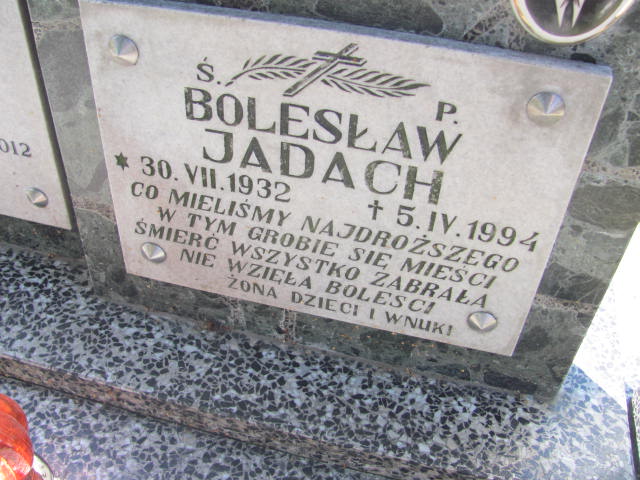 Ś. P.
BOLESŁAW
JADACH
* 30.VII.1932 † 5.IV.1994
CO MIELIŚMY NAJDROŻSZEGO
W TYM GROBIE SIĘ MIEŚCI
ŚMIERĆ WSZYSTKO ZABRAŁA
NIE WZIĘŁA BOLEŚCI
ŻONA DZIECI I WNUKI
2012